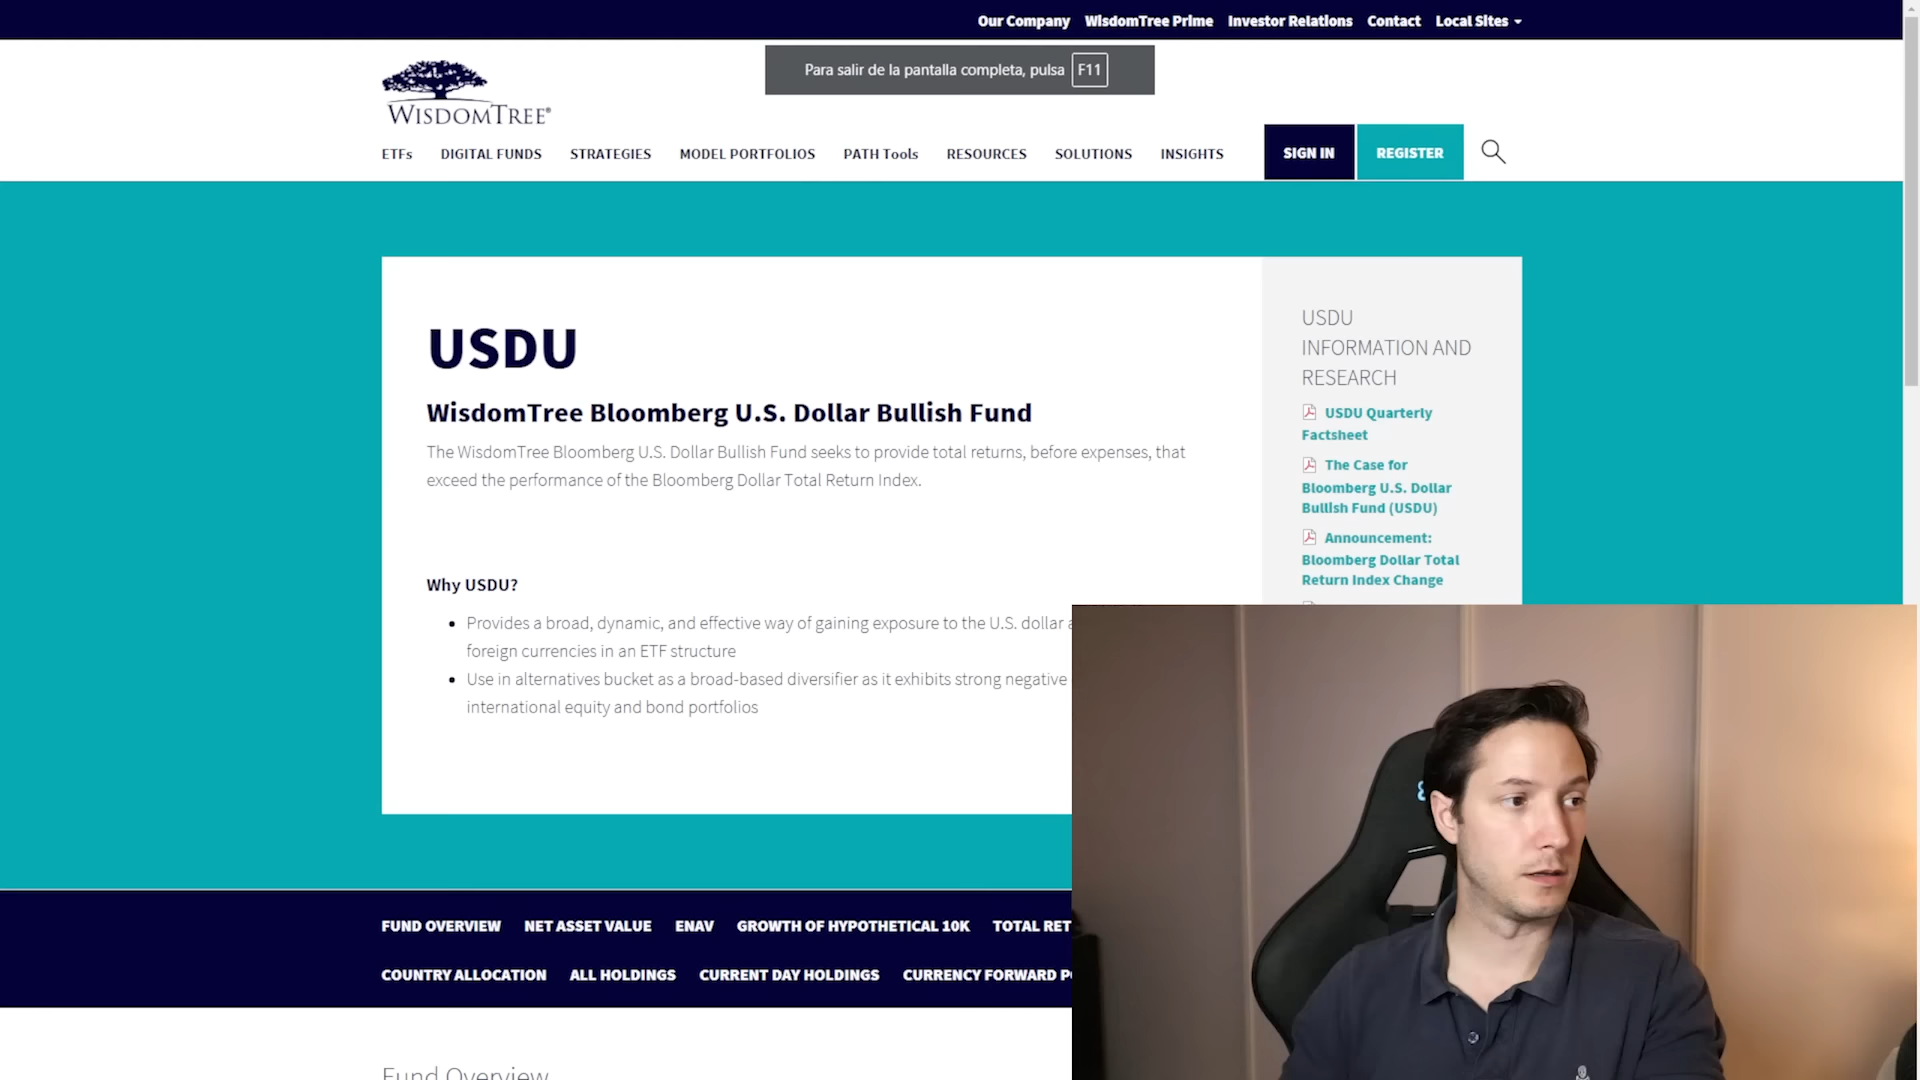 Our Company WisdomTree Prime Investor Relations Contact Local Sites
Para salir de la pantalla completa, pulsa F11
WISDOMTREE®
ETFs DIGITAL FUNDS STRATEGIES MODEL PORTFOLIOS PATH Tools RESOURCES SOLUTIONS INSIGHTS SIGN IN REGISTER
USDU
WisdomTree Bloomberg U.S. Dollar Bullish Fund
The WisdomTree Bloomberg U.S. Dollar Bullish Fund seeks to provide total returns, before expenses, that
exceed the performance of the Bloomberg Dollar Total Return Index.
Why USDU?
Provides a broad, dynamic, and effective way of gaining exposure to the U.S. dollar
foreign currencies in an ETF structure
Use in alternatives bucket as a broad-based diversifier as it exhibits strong negative
international equity and bond portfolios
USDU
INFORMATION AND
RESEARCH
USDU Quarterly
Factsheet
The Case for
Bloomberg U.S. Dollar
Bullish Fund (USDU)
Announcement:
Bloomberg Dollar Total
Return Index Change
FUND OVERVIEW NET ASSET VALUE ENAV GROWTH OF HYPOTHETICAL 10K TOTAL RET
COUNTRY ALLOCATION ALL HOLDINGS CURRENT DAY HOLDINGS CURRENCY FORWARD
Fund Overview